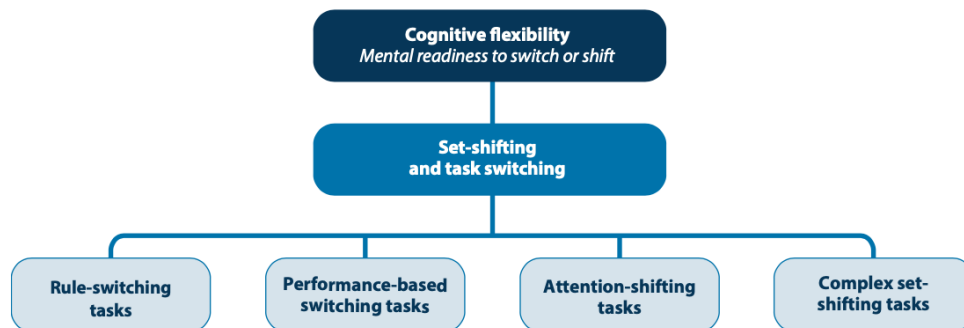 Cognitive flexibility
Mental readiness to switch or shift
Set-shifting
and task switching
Rule-switching
tasks
Performance-based
switching tasks
Attention-shifting
tasks
Complex set-
shifting tasks